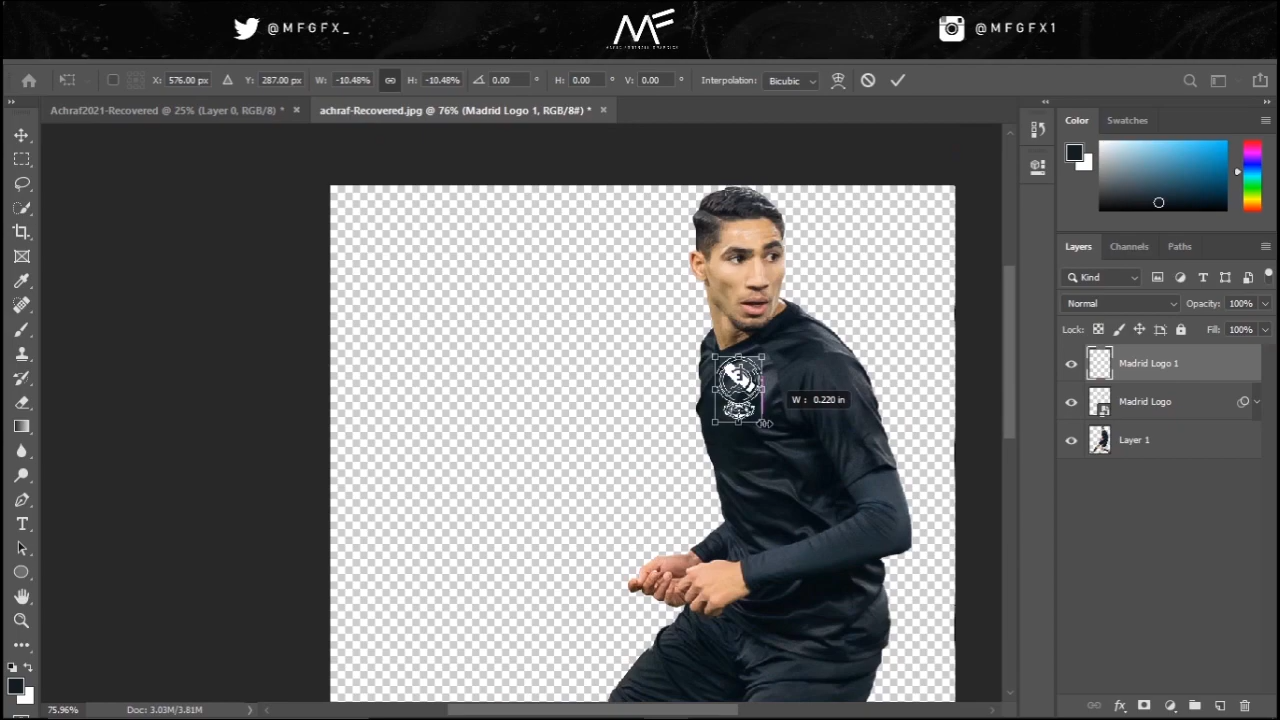 @MFGFX_
MF
@MFGFX1
X: 576.00 px
Y: 287.00 px
W: -10.48%
H: -10.48%
0.00 °
H: 0.00 °
V: 0.00 °
Interpolation: Bicubic
Achraf2021-Recovered @ 25% (Layer 0, RGB/8) *
achraf-Recovered.jpg @ 76% (Madrid Logo 1, RGB/8#) *
Color
Swatches
Layers
Channels
Paths
Kind
Normal
Opacity: 100%
Lock:
Fill: 100%
Madrid Logo 1
Madrid Logo
Layer 1
W : 0.220 in
75.96%
Doc: 3.03M/3.81M